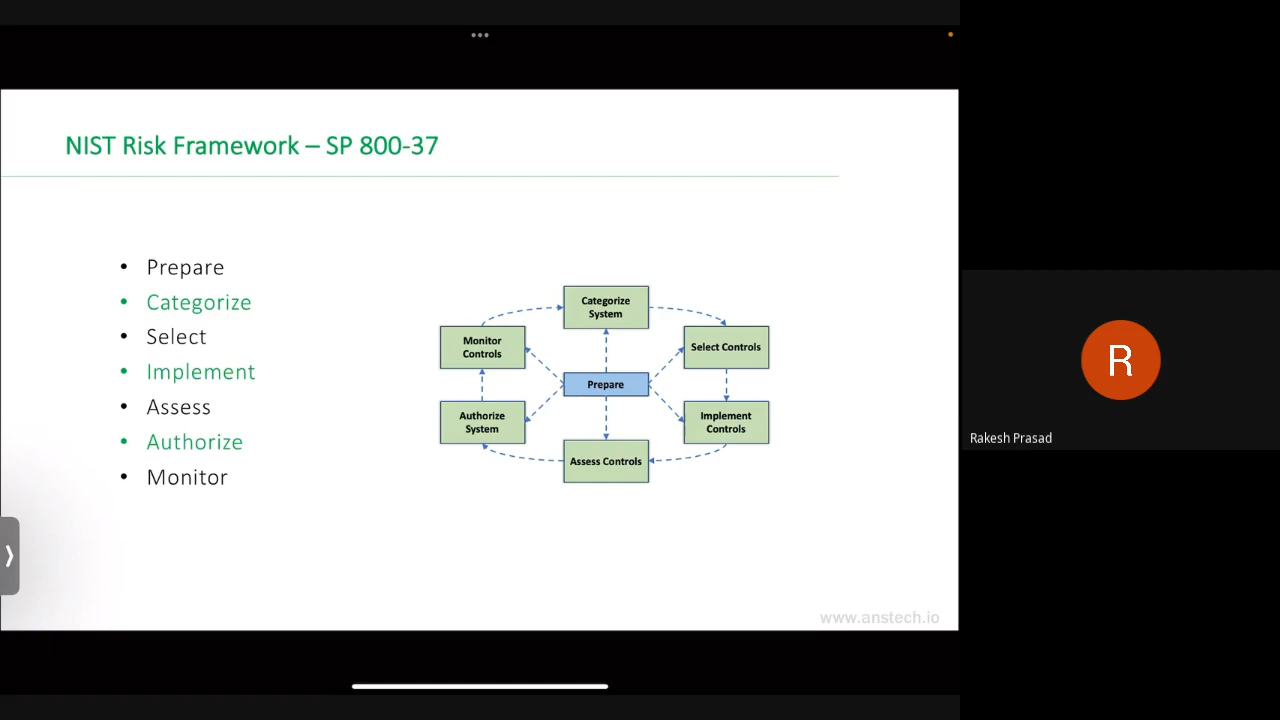 NIST Risk Framework – SP 800-37
• Prepare
• Categorize
• Select
• Implement
• Assess
• Authorize
• Monitor
Categorize
System
Monitor
Controls
Select Controls
Prepare
Authorize
System
Implement
Controls
Assess Controls
www.anstech.io
R
Rakesh Prasad